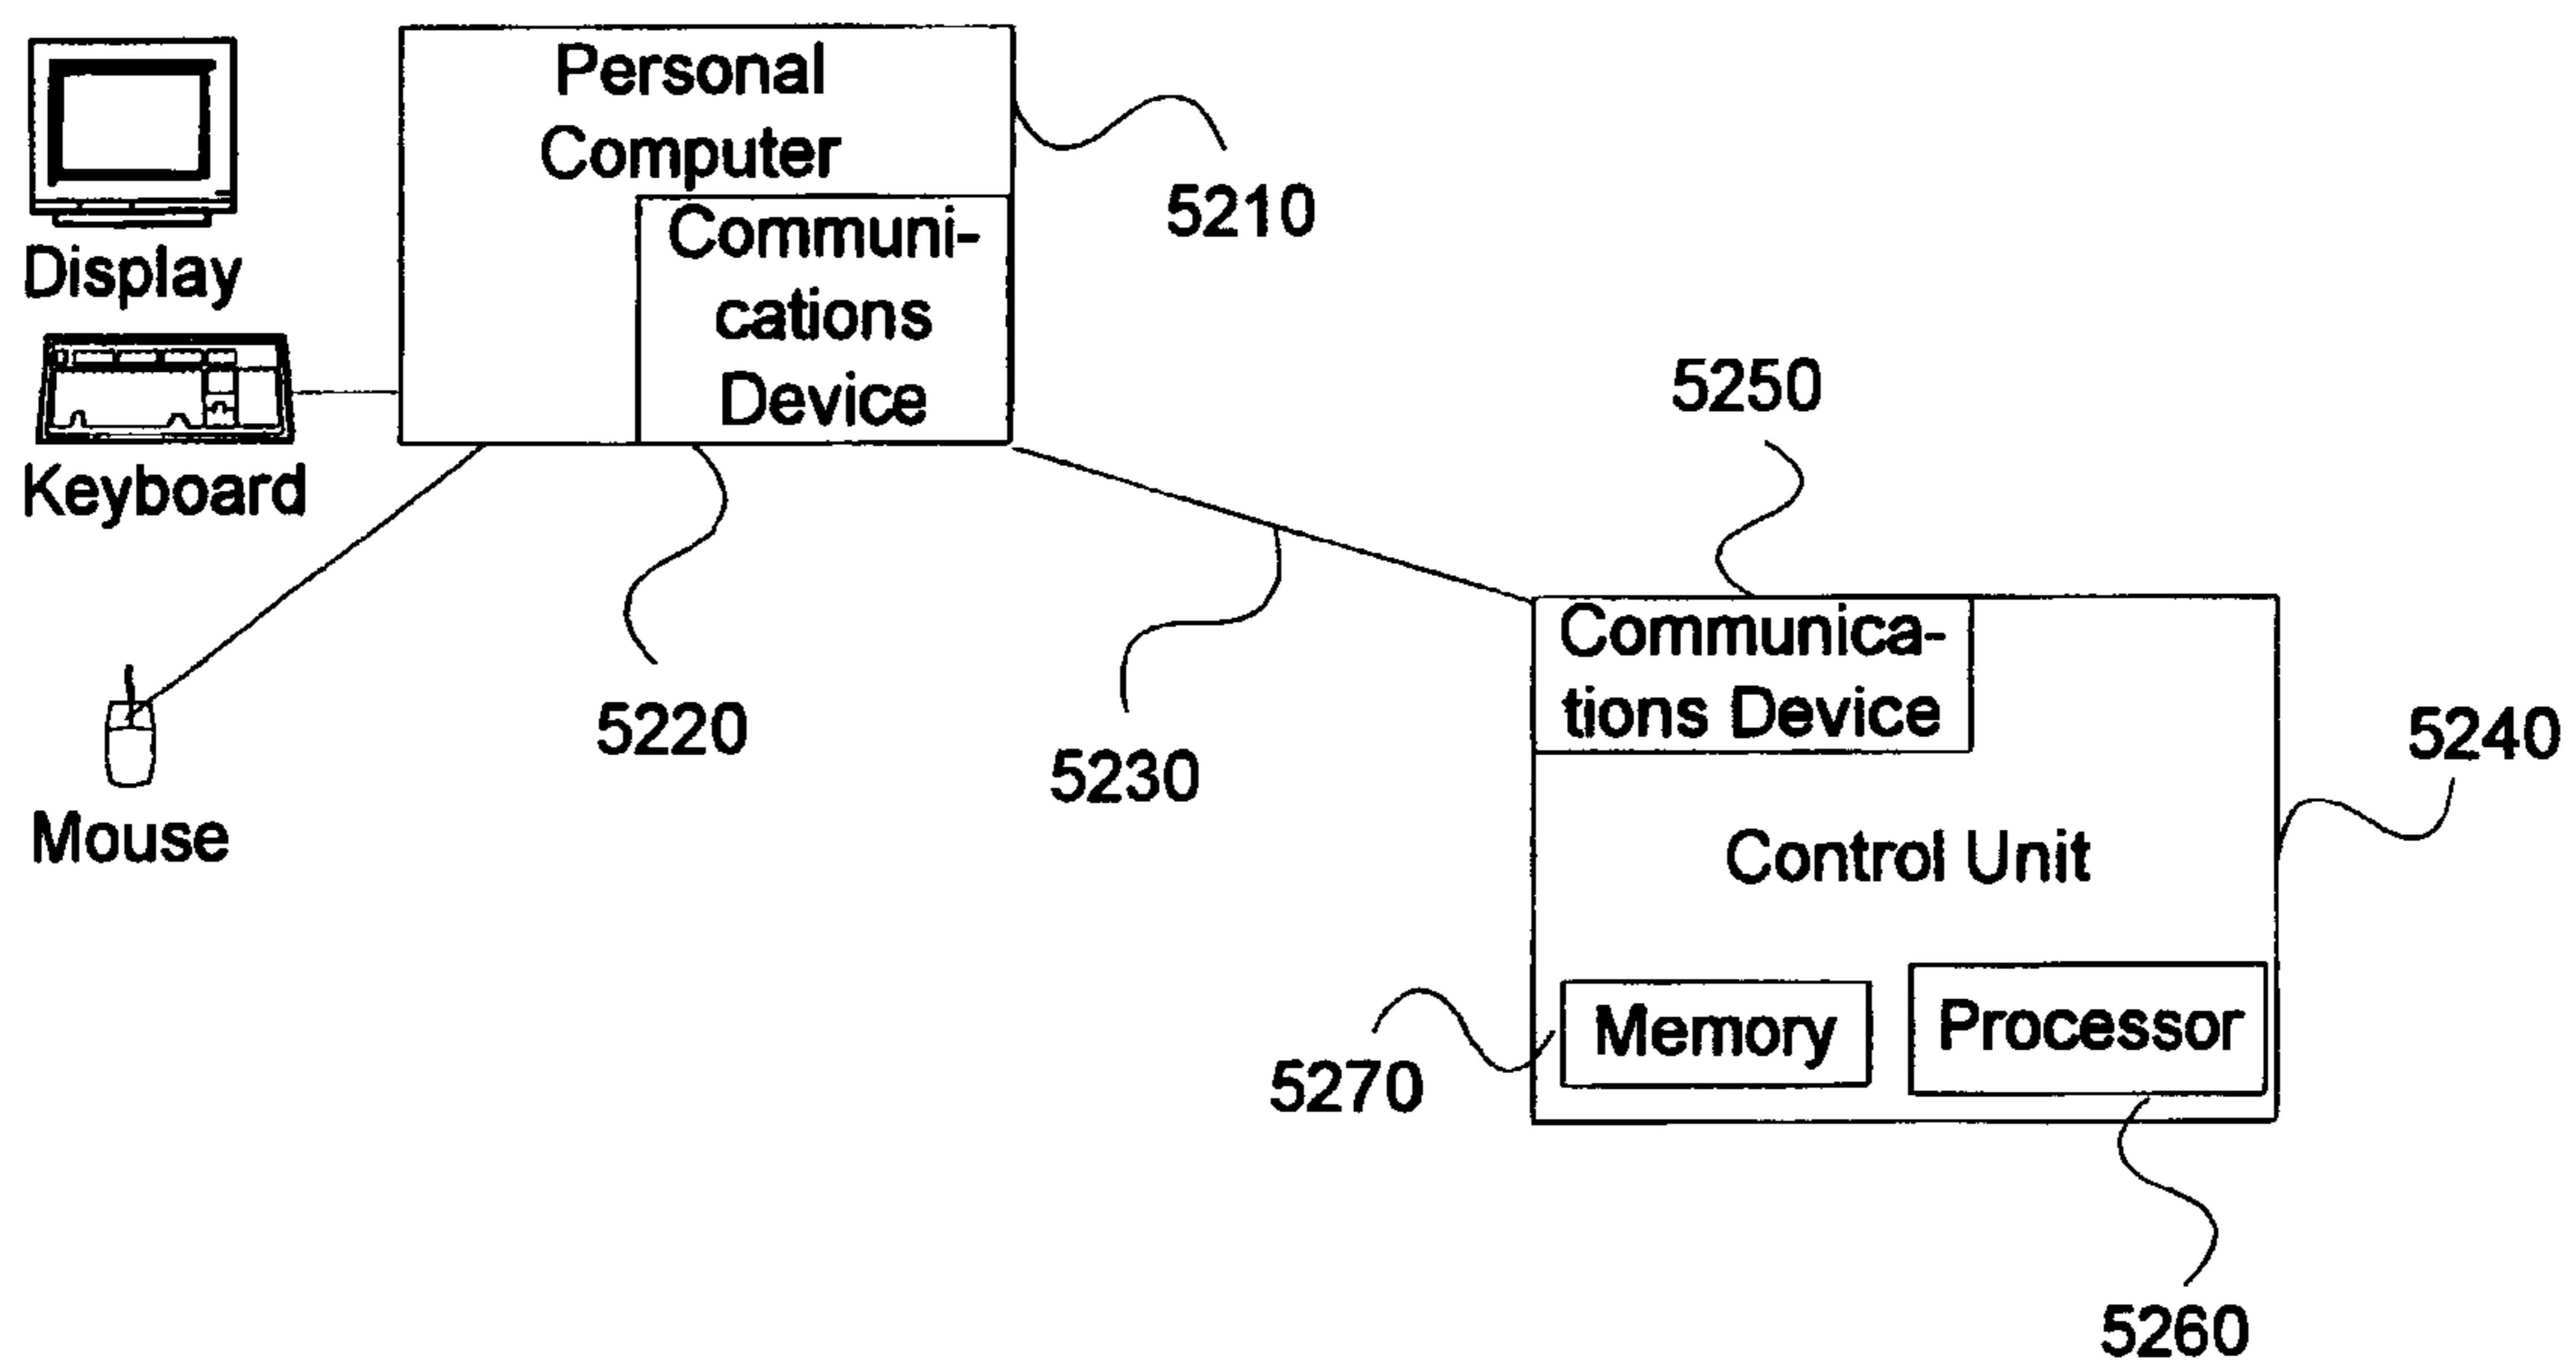 Personal
Computer
Communi-
cations
Device
5210
Display
Keyboard
Mouse
5220
5230
5250
Communica-
tions Device
5240
Control Unit
Memory
Processor
5270
5260